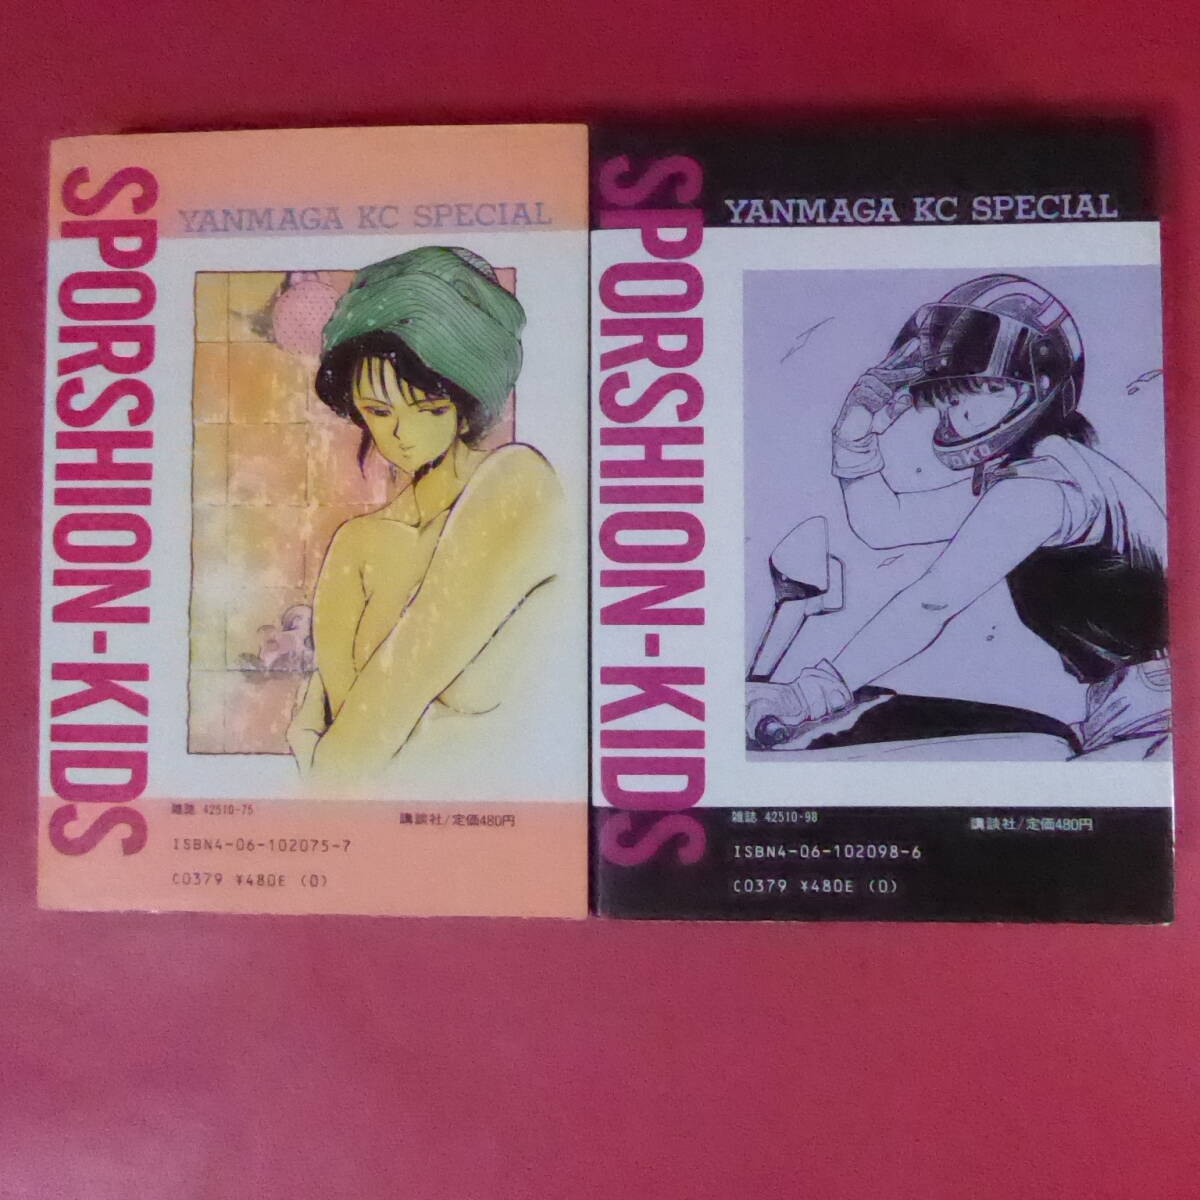 SPORSHION-KIDS
YANMAGA KC SPECIAL
雑誌 42510-75
講談社/定価480円
ISBN4-06-102075-7
C0379 ¥480E (0)
SPORSHION-KIDS
YANMAGA KC SPECIAL
雑誌 42510-98
講談社/定価480円
ISBN4-06-102098-6
C0379 ¥480E (0)